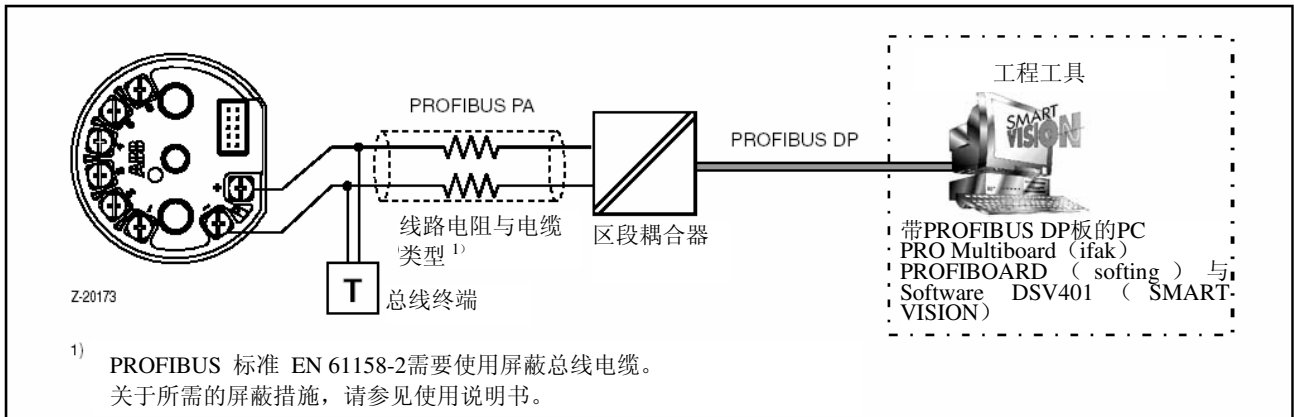 工程工具
SMART
VISION
PROFIBUS PA
PROFIBUS DP
ABB
+
-
线路电阻与电缆
类型 1)
区段耦合器
T
总线终端
Z-20173
带PROFIBUS DP板的PC
PRO Multiboard（ifak）
PROFIBOARD （ softing ） 与
Software DSV401 （ SMART
VISION）
1)
PROFIBUS 标准 EN 61158-2需要使用屏蔽总线电缆。
关于所需的屏蔽措施，请参见使用说明书。